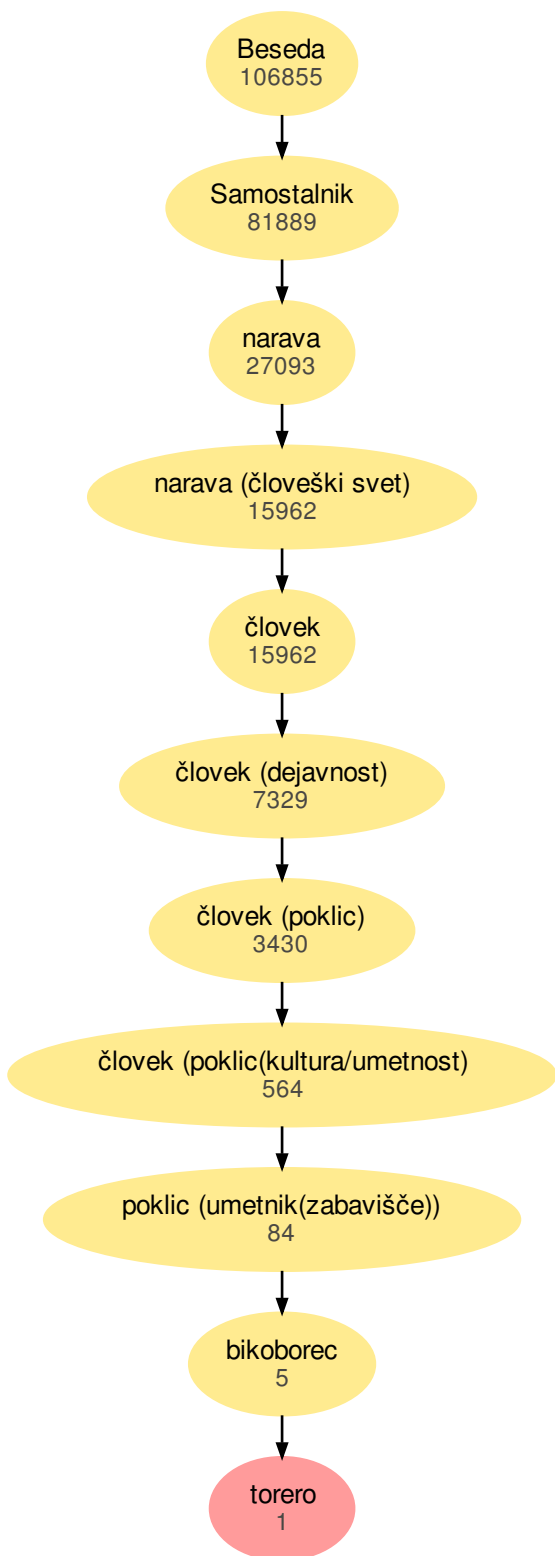 Beseda
106855
Samostalnik
81889
narava
27093
narava (človeški svet)
15962
človek
15962
človek (dejavnost)
7329
človek (poklic)
3430
človek (poklic(kultura/umetnost)
564
poklic (umetnik(zabavišče))
84
bikoborec
5
torero
1